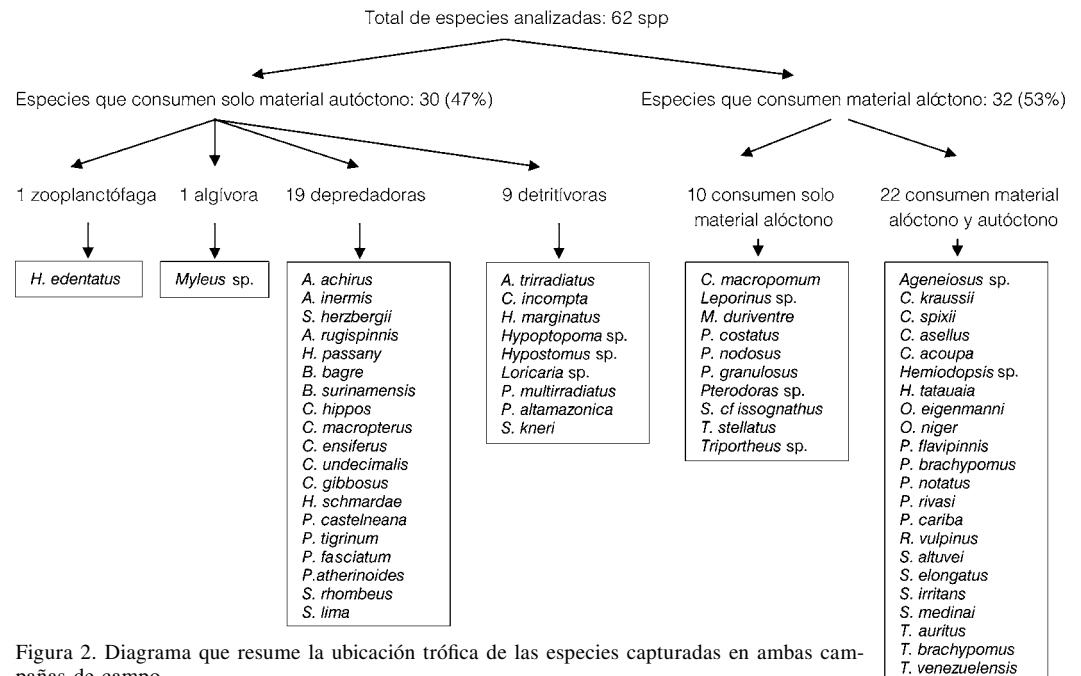 Total de especies analizadas: 62 spp
Especies que consumen solo material autóctono: 30 (47%)
Especies que consumen material alóctono: 32 (53%)
1 zooplanctófaga
1 algívora
19 depredadoras
9 detritívoras
10 consumen solo
material alóctono
22 consumen material
alóctono y autóctono
H. edentatus
Myleus sp.
A. achirus
A. inermis
S. herzbergii
A. rugispinnis
H. passany
B. bagre
B. surinamensis
C. hippos
C. macropterus
C. ensiferus
C. undecimalis
C. gibbosus
H. schmardae
P. castelneana
P. tigrinum
P. fasciatum
P.atherinoides
S. rhombeus
S. lima
A. trirradiatus
C. incompta
H. marginatus
Hypoptopoma sp.
Hypostomus sp.
Loricaria sp.
P. multirradiatus
P. altamazonica
S. kneri
C. macropomum
Leporinus sp.
M. duriventre
P. costatus
P. nodosus
P. granulosus
Pterodoras sp.
S. cf issognathus
T. stellatus
Triportheus sp.
Ageneiosus sp.
C. kraussii
C. spixii
C. asellus
C. acoupa
Hemiodopsis sp.
H. tatauaia
O. eigenmanni
O. niger
P. flavipinnis
P. brachypomus
P. notatus
P. rivasi
P. cariba
R. vulpinus
S. altuvei
S. elongatus
S. irritans
S. medinai
T. auritus
T. brachypomus
T. venezuelensis
Figura 2. Diagrama que resume la ubicación trófica de las especies capturadas en ambas cam-
pañas de campo